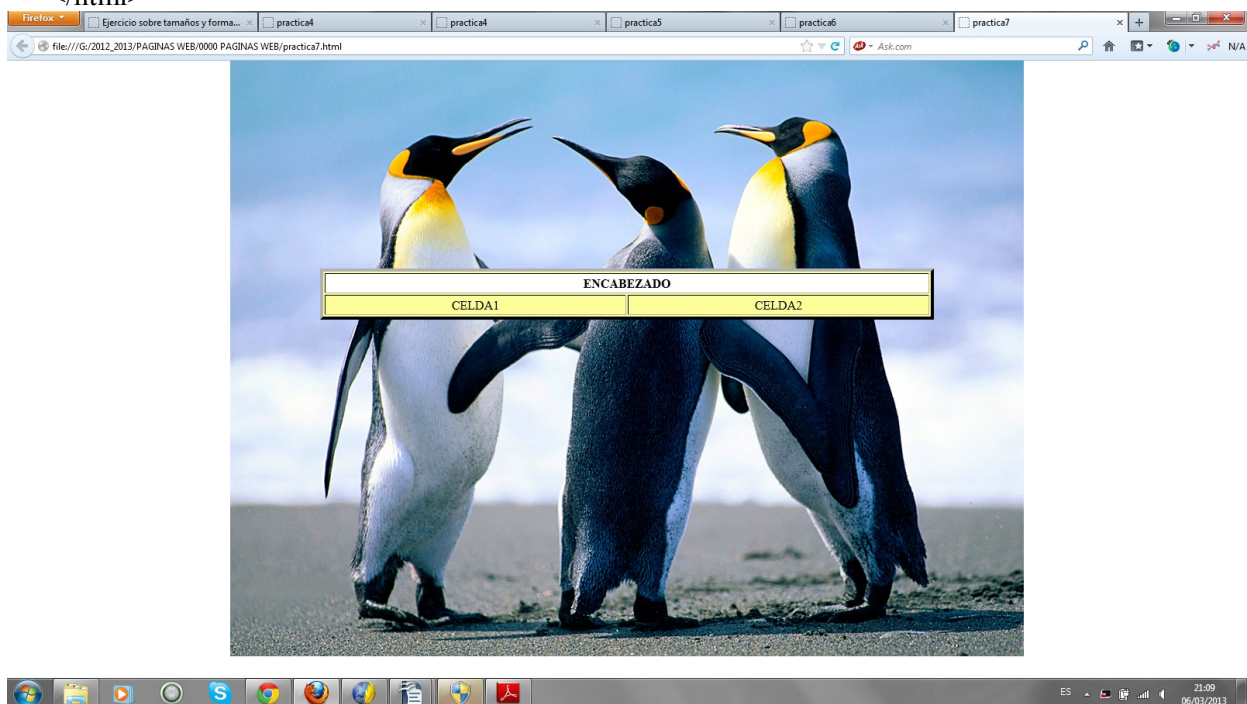 </html>
Firefox
Ejercicio sobre tamaños y forma...
practica4
practica4
practica5
practica6
practica7
file:///G:/2012_2013/PAGINAS WEB/0000 PAGINAS WEB/practica7.html
Ask.com
N/A
ENCABEZADO
CELDA1
CELDA2
ES
21:09
06/03/2013